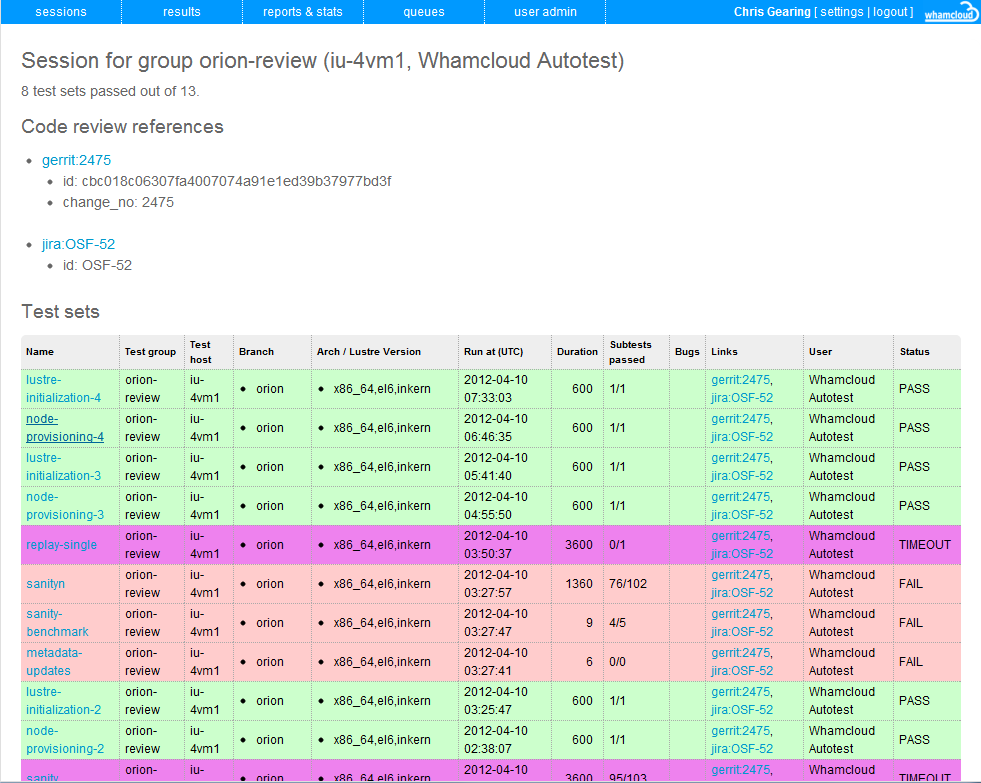 sessions results reports & stats queues user admin Chris Gearing [ settings | logout ] whamcloud
Session for group orion-review (iu-4vm1, Whamcloud Autotest)
8 test sets passed out of 13.
Code review references
• gerrit:2475
• id: cbc018c06307fa4007074a91e1ed39b37977bd3f
• change_no: 2475
• jira:OSF-52
• id: OSF-52
Test sets
Name Test group Test host Branch Arch / Lustre Version Run at (UTC) Duration Subtests passed Bugs Links User Status
lustre-initialization-4 orion-review iu-4vm1 • orion • x86_64,el6,inkern 2012-04-10 07:33:03 600 1/1 gerrit:2475, jira:OSF-52 Whamcloud Autotest PASS
node-provisioning-4 orion-review iu-4vm1 • orion • x86_64,el6,inkern 2012-04-10 06:46:35 600 1/1 gerrit:2475, jira:OSF-52 Whamcloud Autotest PASS
lustre-initialization-3 orion-review iu-4vm1 • orion • x86_64,el6,inkern 2012-04-10 05:41:40 600 1/1 gerrit:2475, jira:OSF-52 Whamcloud Autotest PASS
node-provisioning-3 orion-review iu-4vm1 • orion • x86_64,el6,inkern 2012-04-10 04:55:50 600 1/1 gerrit:2475, jira:OSF-52 Whamcloud Autotest PASS
replay-single orion-review iu-4vm1 • orion • x86_64,el6,inkern 2012-04-10 03:50:37 3600 0/1 gerrit:2475, jira:OSF-52 Whamcloud Autotest TIMEOUT
sanityn orion-review iu-4vm1 • orion • x86_64,el6,inkern 2012-04-10 03:27:57 1360 76/102 gerrit:2475, jira:OSF-52 Whamcloud Autotest FAIL
sanity-benchmark orion-review iu-4vm1 • orion • x86_64,el6,inkern 2012-04-10 03:27:47 9 4/5 gerrit:2475, jira:OSF-52 Whamcloud Autotest FAIL
metadata-updates orion-review iu-4vm1 • orion • x86_64,el6,inkern 2012-04-10 03:27:41 6 0/0 gerrit:2475, jira:OSF-52 Whamcloud Autotest FAIL
lustre-initialization-2 orion-review iu-4vm1 • orion • x86_64,el6,inkern 2012-04-10 03:25:47 600 1/1 gerrit:2475, jira:OSF-52 Whamcloud Autotest PASS
node-provisioning-2 orion-review iu-4vm1 • orion • x86_64,el6,inkern 2012-04-10 02:38:07 600 1/1 gerrit:2475, jira:OSF-52 Whamcloud Autotest PASS
sanity orion- iu- • orion • x86_64,el6,inkern 2012-04-10 3600 95/103 gerrit:2475, Whamcloud TIMEOUT